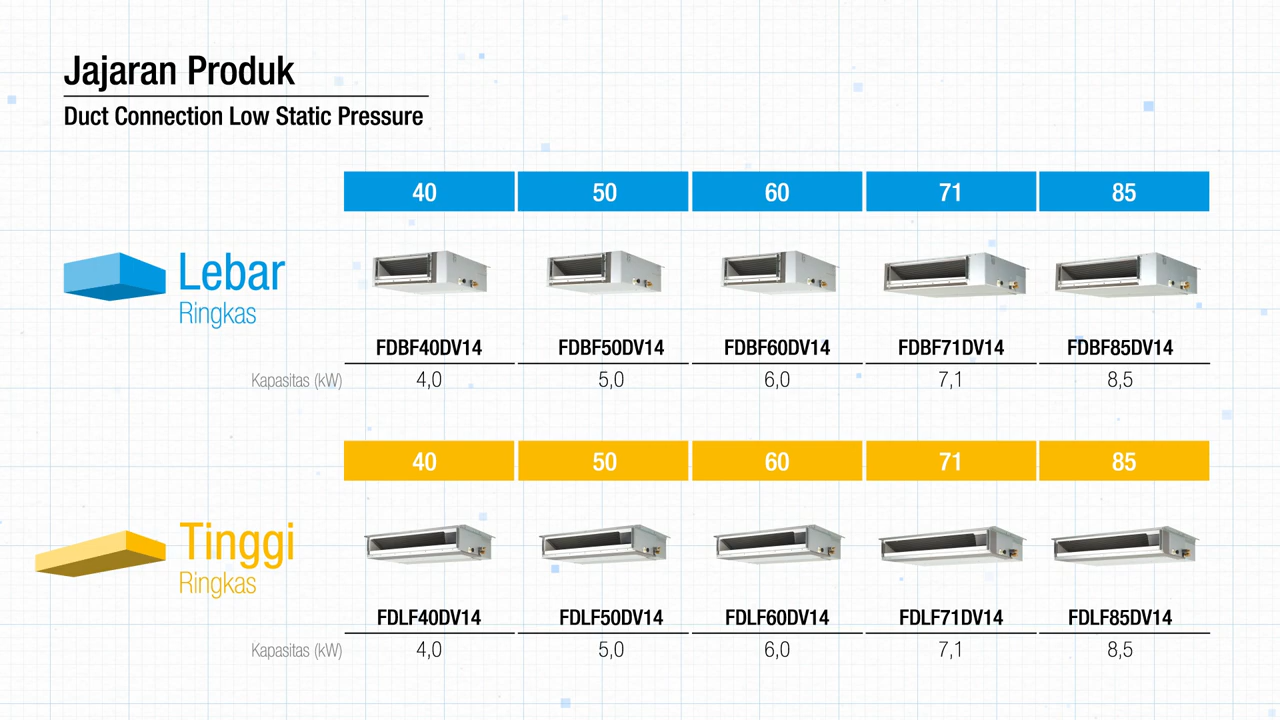 Jajaran Produk
Duct Connection Low Static Pressure
40 50 60 71 85
Lebar
Ringkas
FDBF40DV14 FDBF50DV14 FDBF60DV14 FDBF71DV14 FDBF85DV14
Kapasitas (kW) 4,0 5,0 6,0 7,1 8,5
40 50 60 71 85
Tinggi
Ringkas
FDLF40DV14 FDLF50DV14 FDLF60DV14 FDLF71DV14 FDLF85DV14
Kapasitas (kW) 4,0 5,0 6,0 7,1 8,5